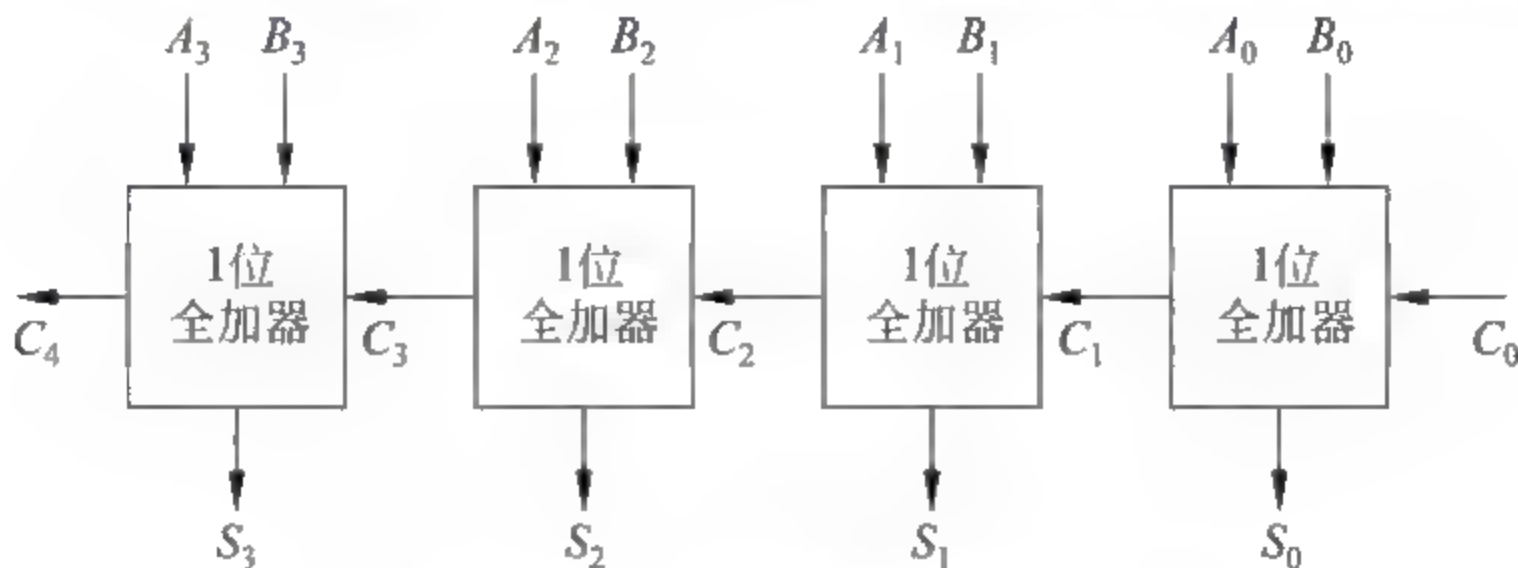 A₃ B₃ A₂ B₂ A₁ B₁ A₀ B₀
1位 1位 1位 1位
全加器 全加器 全加器 全加器
C₄ C₃ C₂ C₁ C₀
S₃ S₂ S₁ S₀